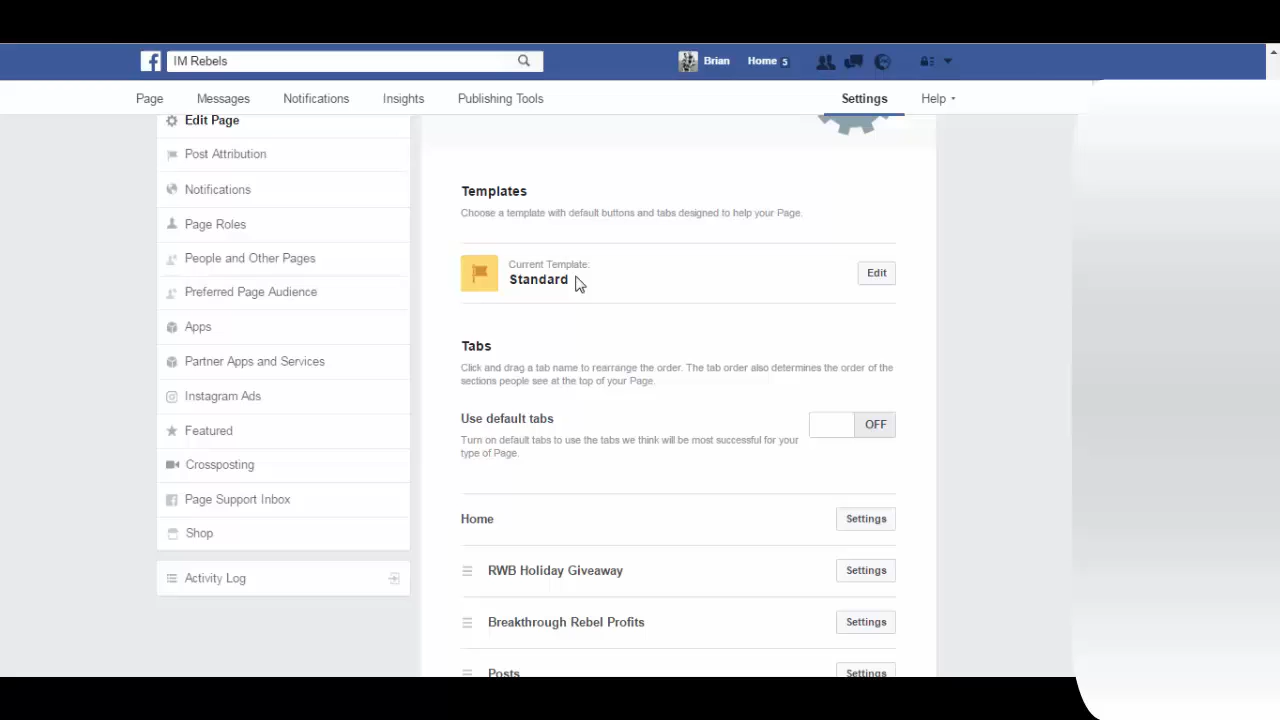 IM Rebels
Brian
Home 5
Page
Messages
Notifications
Insights
Publishing Tools
Settings
Help
Edit Page
Post Attribution
Notifications
Page Roles
People and Other Pages
Preferred Page Audience
Apps
Partner Apps and Services
Instagram Ads
Featured
Crossposting
Page Support Inbox
Shop
Activity Log
Templates
Choose a template with default buttons and tabs designed to help your Page.
Current Template:
Standard
Edit
Tabs
Click and drag a tab name to rearrange the order. The tab order also determines the order of the
sections people see at the top of your Page.
Use default tabs
OFF
Turn on default tabs to use the tabs we think will be most successful for your
type of Page.
Home
Settings
RWB Holiday Giveaway
Settings
Breakthrough Rebel Profits
Settings
Posts
Settings